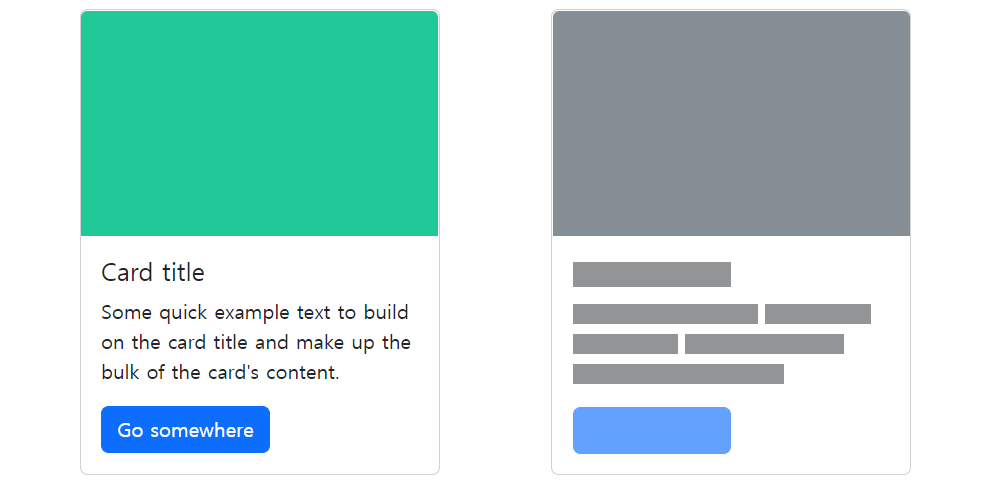 Card title
Some quick example text to build
on the card title and make up the
bulk of the card's content.
Go somewhere